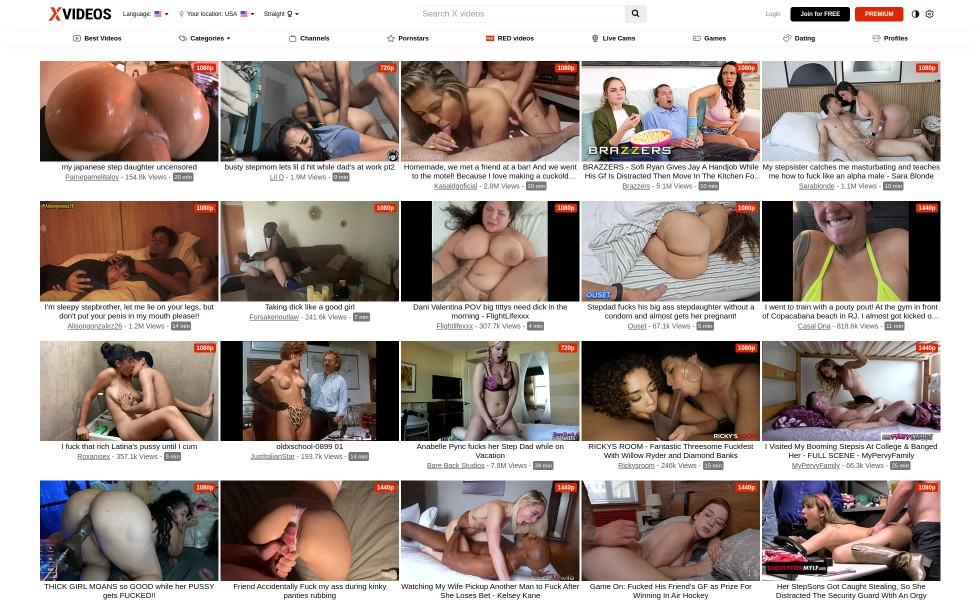 XVIDEOS
Language:
Your location: USA
Straight
Search X videos
Login
Join for FREE
PREMIUM
Best Videos
Categories
Channels
Pornstars
RED videos
Live Cams
Games
Dating
Profiles
1080p
720p
1080p
1080p
1080p
BRAZZERS
my japanese step daughter uncensored
Pamepamelitalov - 154.8k Views - 20 min
busty stepmom lets lil d hit while dad's at work pt2
Lil D - 1.9M Views - 9 min
Homemade, we met a friend at a bar! And we went
to the motel! Because I love making a cuckold…
Kasaldgoficial - 2.8M Views - 10 min
BRAZZERS - Sofi Ryan Gives Jay A Handjob While
His Gf Is Distracted Then Move In The Kitchen Fo…
Brazzers - 5.1M Views - 10 min
My stepsister catches me masturbating and teaches
me how to fuck like an alpha male - Sara Blonde
Sarablonde - 1.1M Views - 10 min
1080p
1080p
1080p
1080p
1440p
OUSET
I'm sleepy stepbrother, let me lie on your legs, but
don't put your penis in my mouth please!!
Alisongonzalez26 - 1.2M Views - 14 min
Taking dick like a good girl
Forsakenoutlaw - 241.6k Views - 7 min
Dani Valentina POV big tittys need dick in the
morning - FlightLifexxx
Flightlifexxx - 307.7k Views - 4 min
Stepdad fucks his big ass stepdaughter without a
condom and almost gets her pregnant!
Ouset - 67.1k Views - 5 min
I went to train with a pouty pout! At the gym in front
of Copacabana beach in RJ. I almost got kicked o…
Casal Dna - 818.6k Views - 11 min
1080p
720p
1080p
1440p
RICKY'S
I fuck that rich Latina's pussy until I cum
Roxanisex - 357.1k Views - 9 min
oldxschool-0899 01
JustItalianStar - 193.7k Views - 14 min
Anabelle Pync fucks her Step Dad while on
Vacation
Bare Back Studios - 7.8M Views - 34 min
RICKYS ROOM - Fantastic Threesome Fuckfest
With Willow Ryder and Diamond Banks
Rickysroom - 246k Views - 15 min
I Visited My Booming Stepsis At College & Banged
Her - FULL SCENE - MyPervyFamily
MyPervyFamily - 66.3k Views - 25 min
1080p
1440p
1440p
1440p
1080p
SHOPLYFTERMYLF
THICK GIRL MOANS so GOOD while her PUSSY
gets FUCKED!!
Friend Accidentally Fuck my ass during kinky
panties rubbing
Watching My Wife Pickup Another Man to Fuck After
She Loses Bet - Kelsey Kane
Game On: Fucked His Friend's GF as Prize For
Winning In Air Hockey
Her StepSons Got Caught Stealing, So She
Distracted The Security Guard With An Orgy